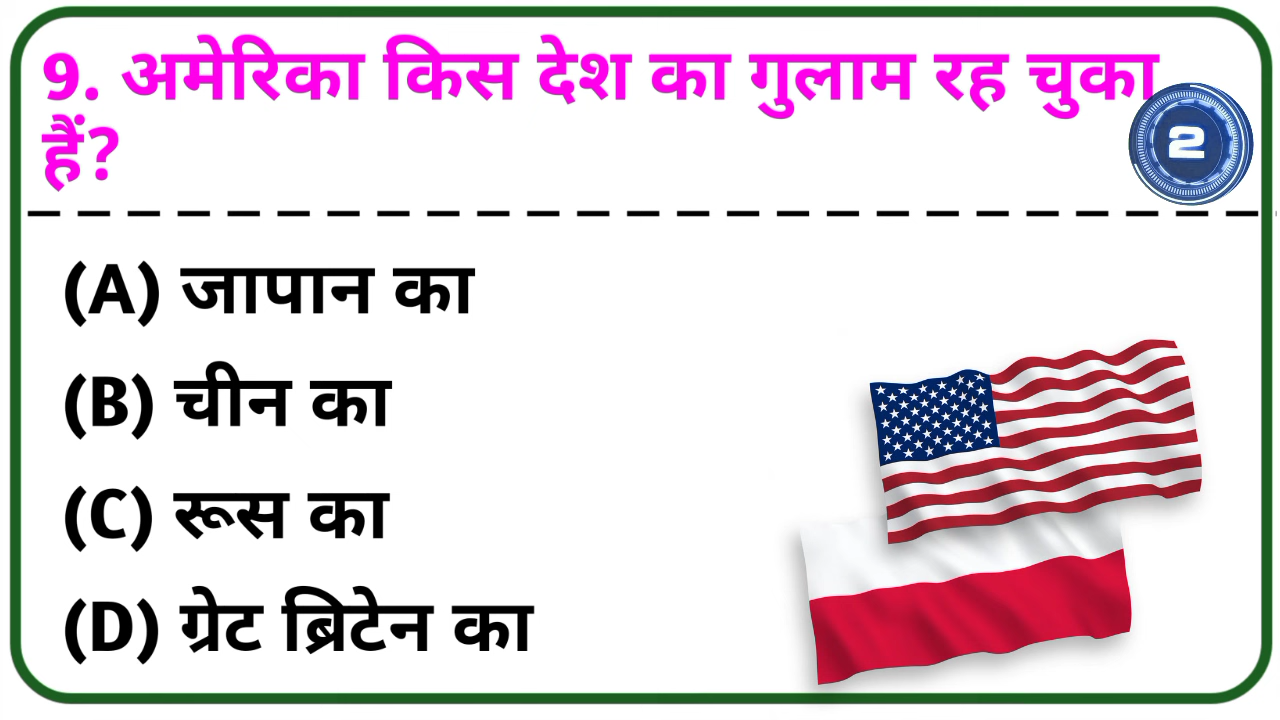 9. अमेरिका किस देश का गुलाम रह चुका
हैं?
2
(A) जापान का
(B) चीन का
(C) रूस का
(D) ग्रेट ब्रिटेन का